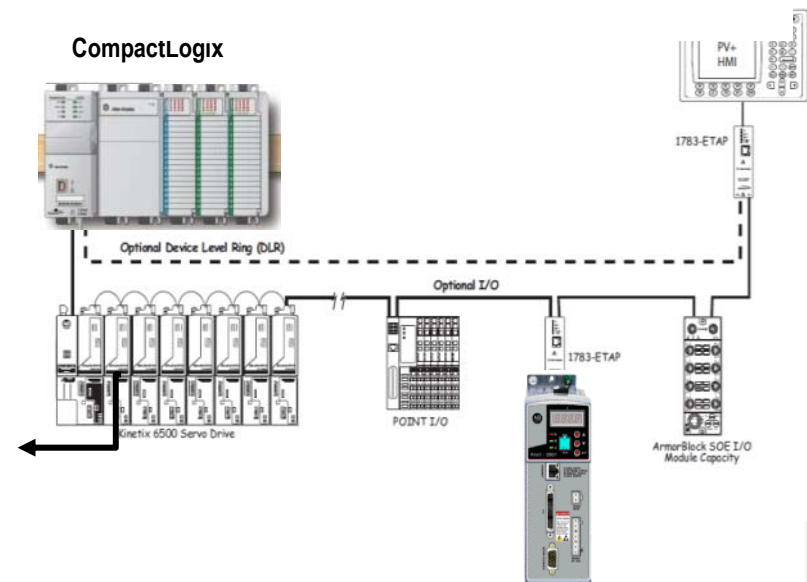 CompactLogix
PV+
HMI
1783-ETAP
Optional Device Level Ring (DLR)
Optional I/O
1783-ETAP
Kinetix 6500 Servo Drive
POINT I/O
ArmorBlock SOE I/O
Module Capacity